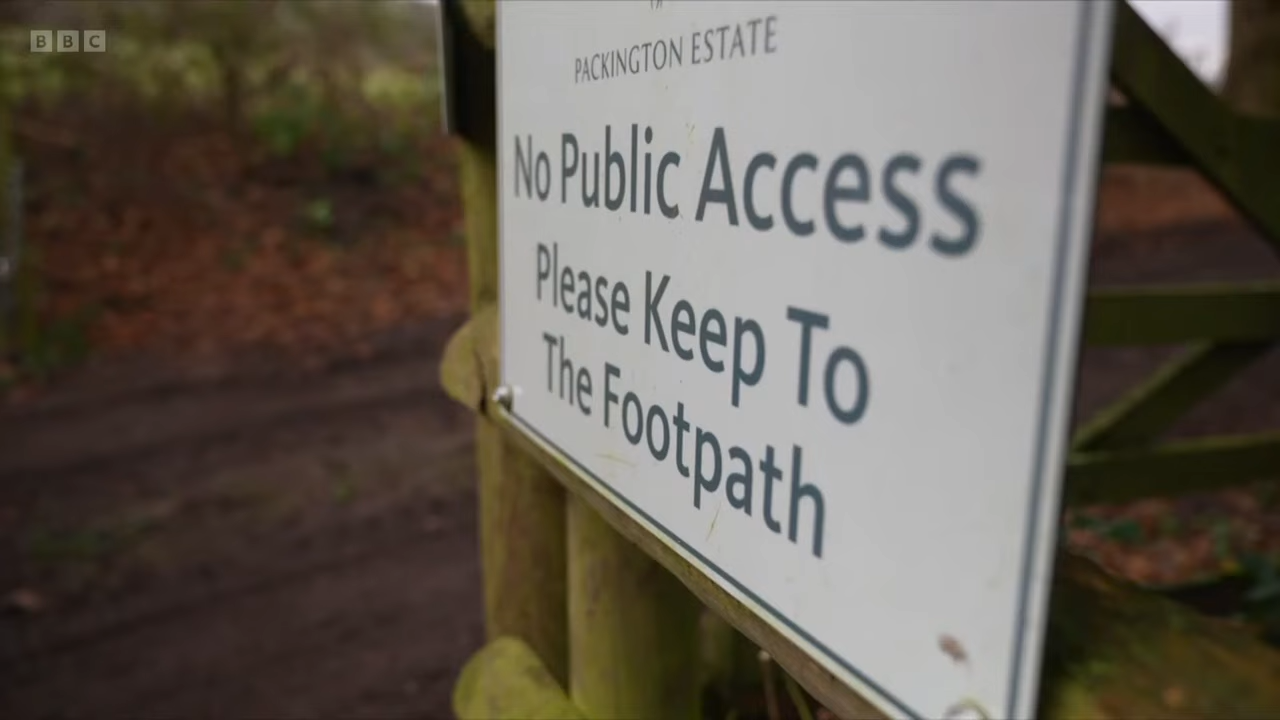 BBC
PACKINGTON ESTATE
No Public Access
Please Keep To
The Footpath